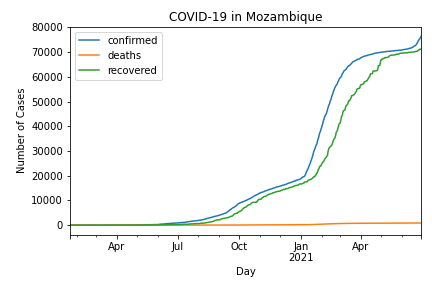 COVID-19 in Mozambique
80000
70000
60000
50000
40000
30000
20000
10000
0
Number of Cases
confirmed
deaths
recovered
Apr
Jul
Oct
Jan
2021
Apr
Day